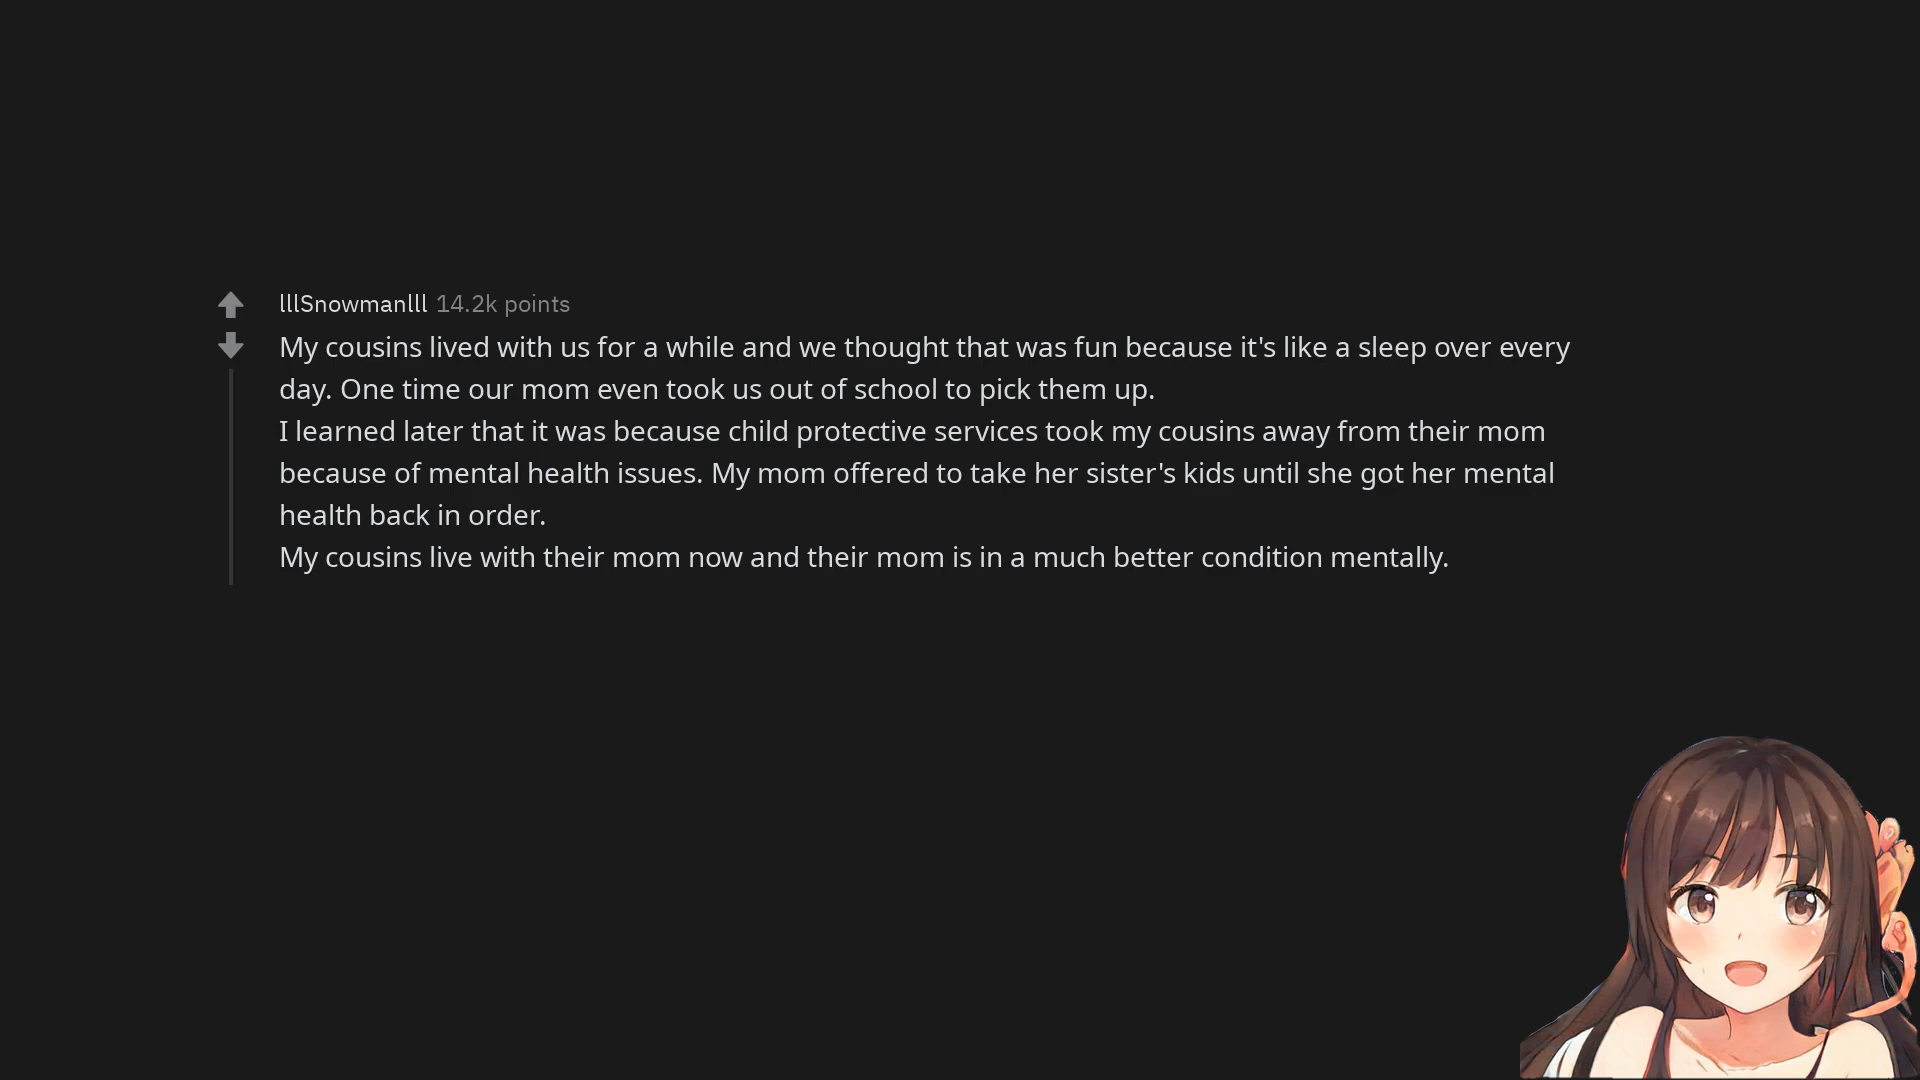 lllSnowmanlll 14.2k points
My cousins lived with us for a while and we thought that was fun because it's like a sleep over every
day. One time our mom even took us out of school to pick them up.
I learned later that it was because child protective services took my cousins away from their mom
because of mental health issues. My mom offered to take her sister's kids until she got her mental
health back in order.
My cousins live with their mom now and their mom is in a much better condition mentally.